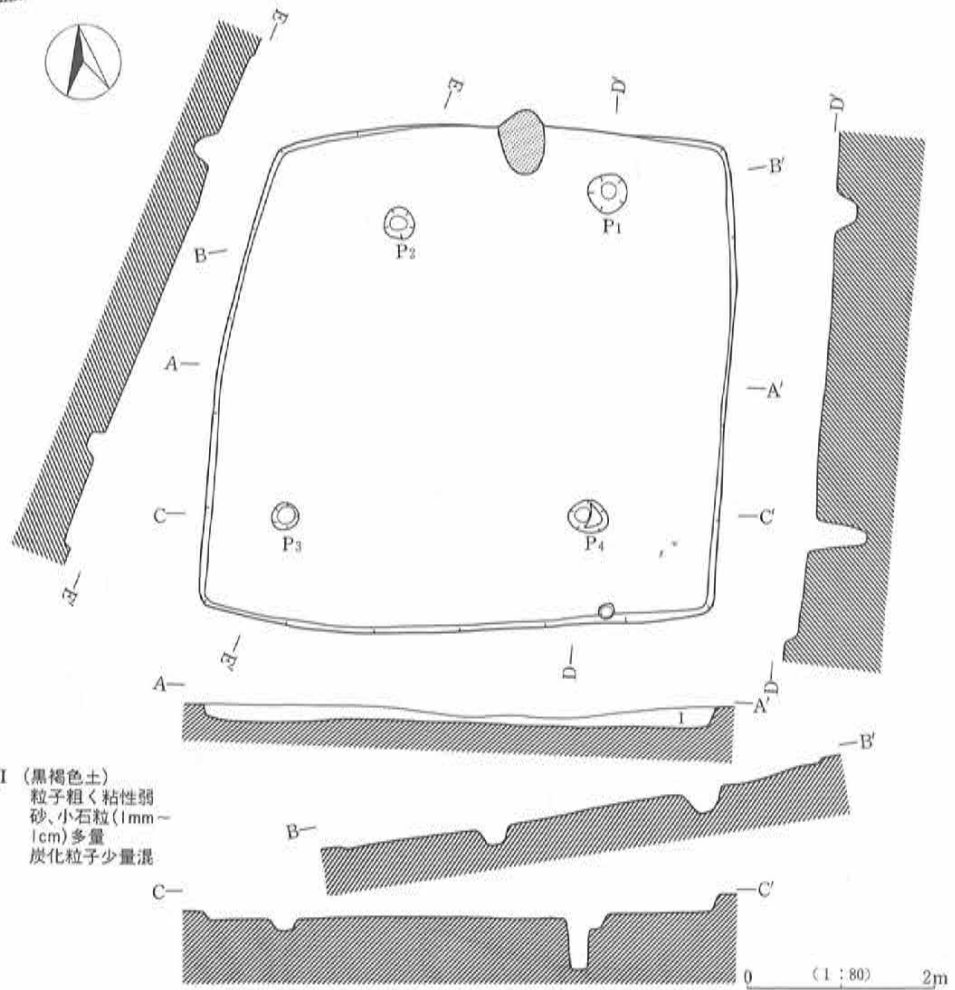 E
E
D'
D'
B'
P1
P2
B
A
A'
C
C'
P3
P4
E'
E'
D
D
A
A'
I
B'
I (黒褐色土)
粒子粗く粘性弱
砂、小石粒(1mm~
1cm)多量
炭化粒子少量混
B
C
C'
0 (1:80) 2m